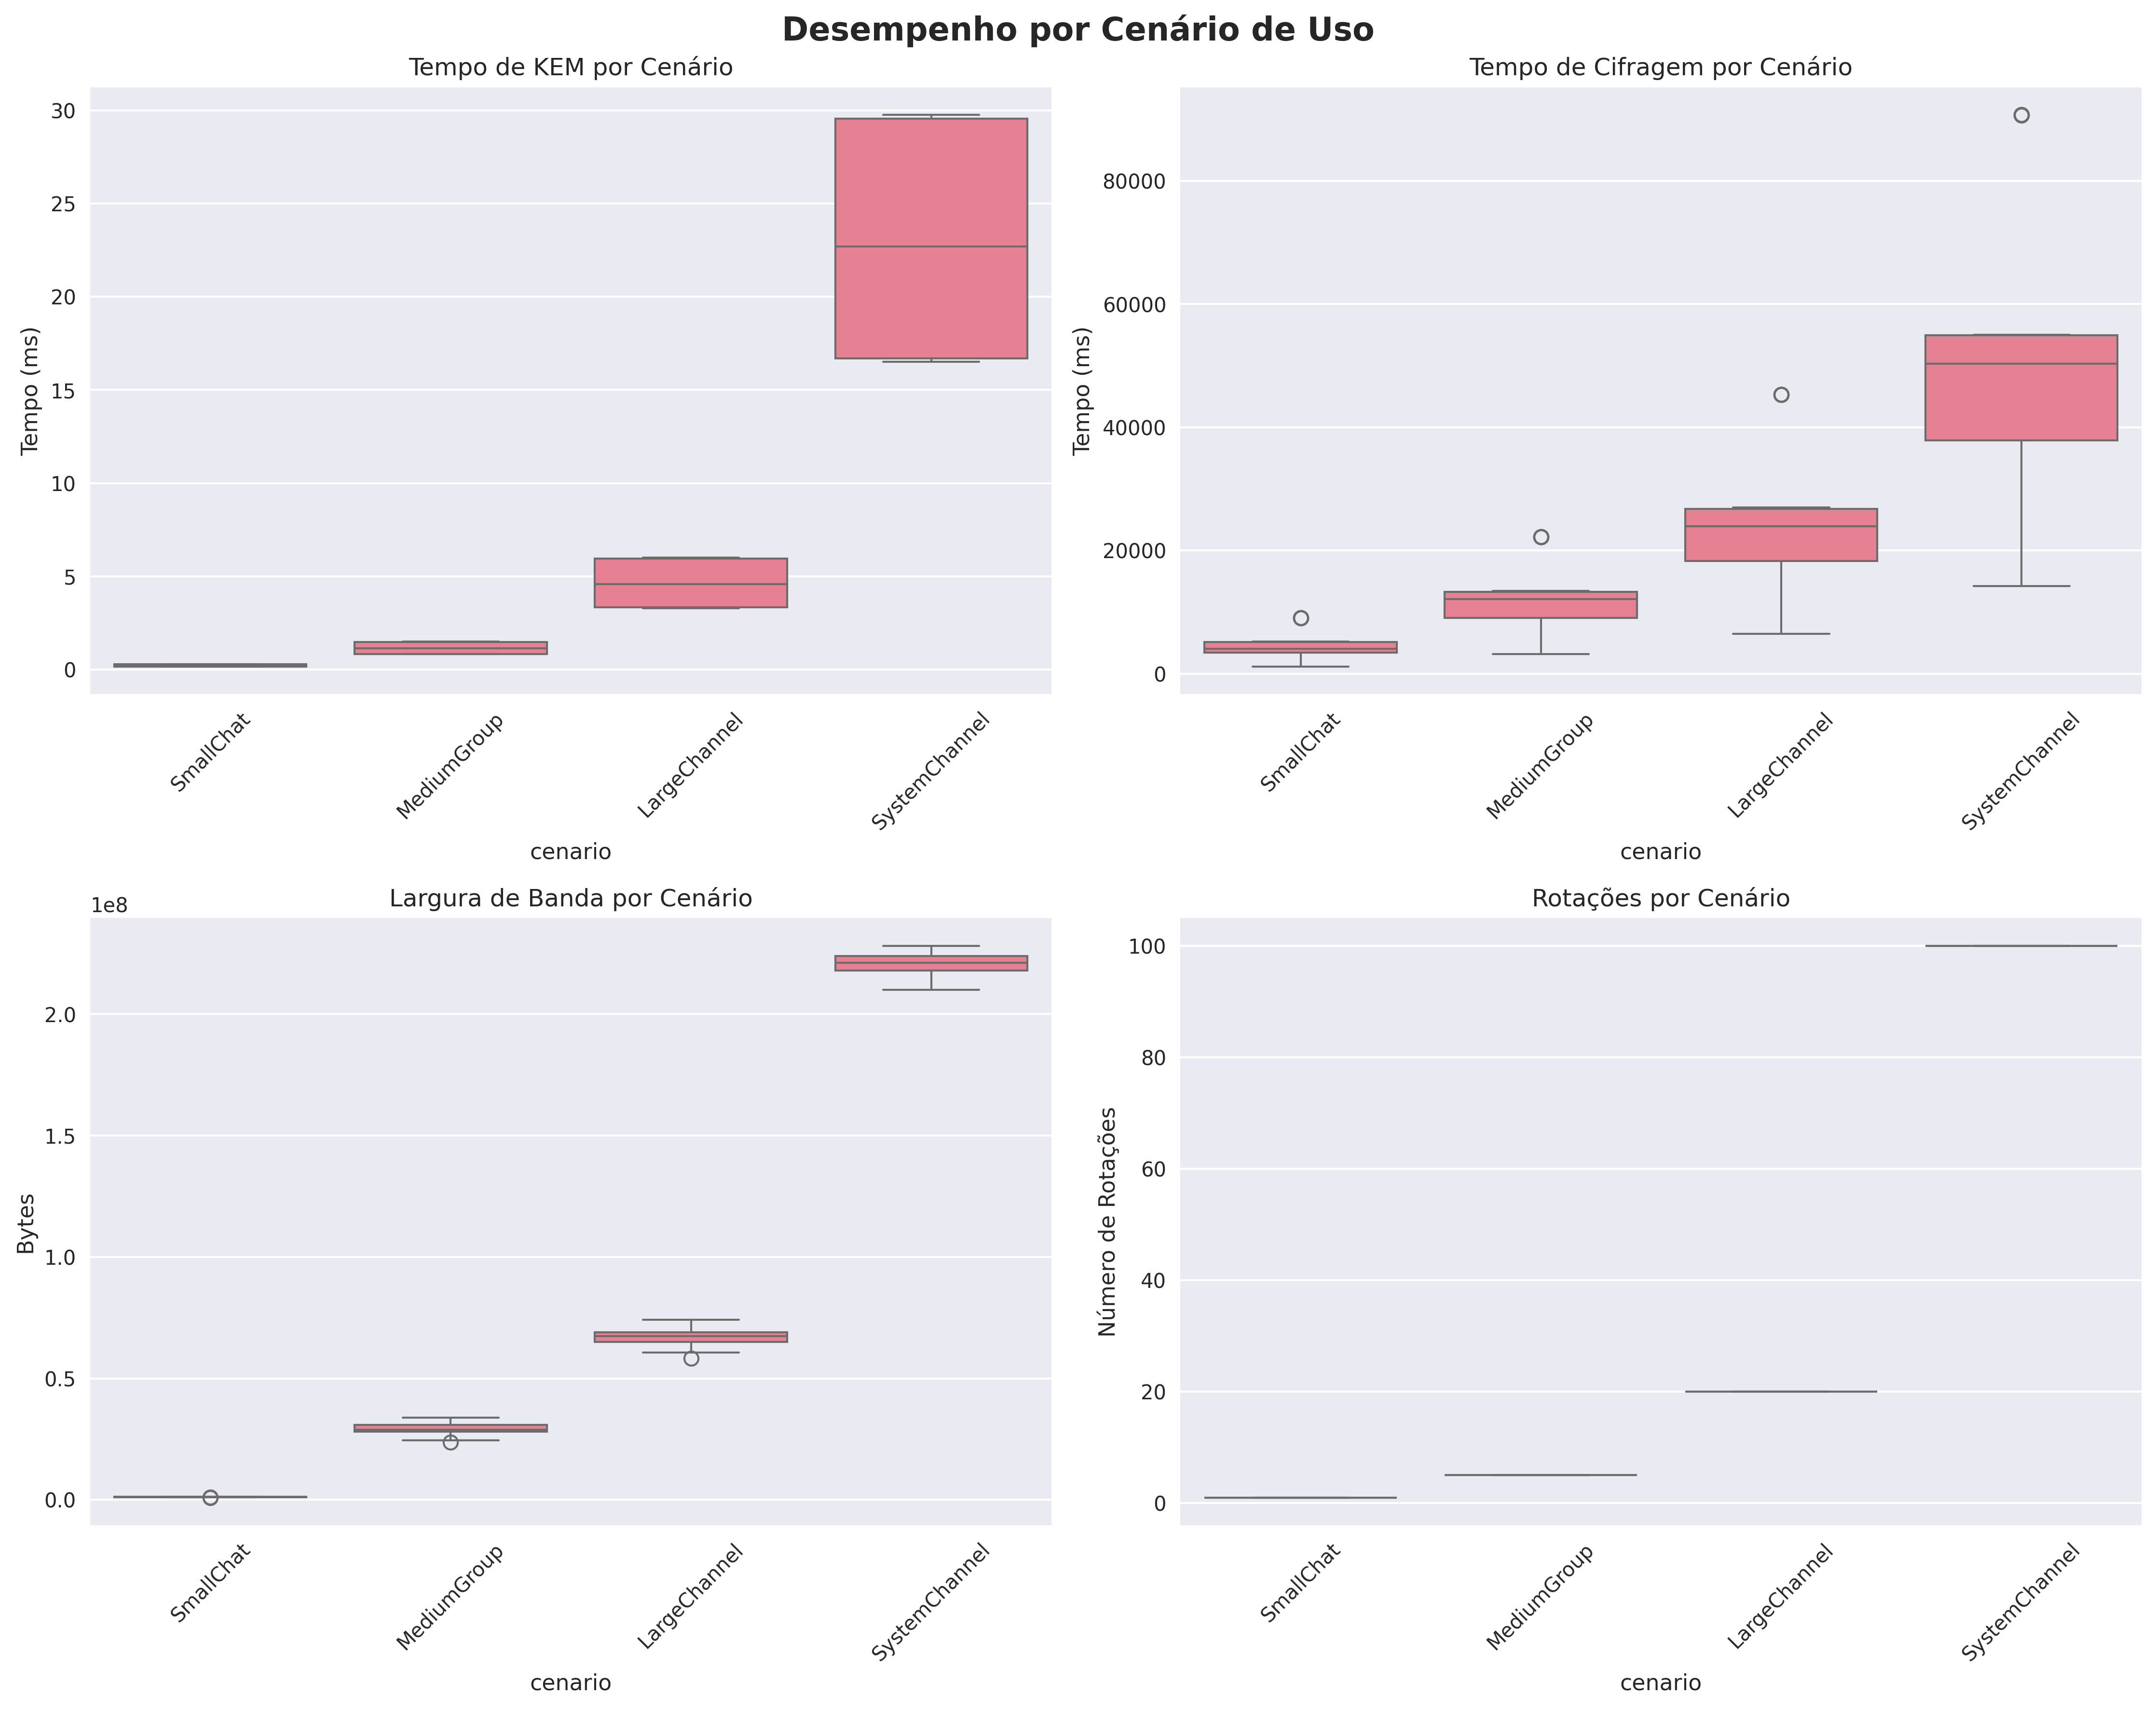 Desempenho por Cenário de Uso
Tempo de KEM por Cenário
Tempo (ms)
30
25
20
15
10
5
0
SmallChat
MediumGroup
LargeChannel
SystemChannel
cenario
Tempo de Cifragem por Cenário
Tempo (ms)
80000
60000
40000
20000
0
SmallChat
MediumGroup
LargeChannel
SystemChannel
cenario
Largura de Banda por Cenário
1e8
Bytes
2.0
1.5
1.0
0.5
0.0
SmallChat
MediumGroup
LargeChannel
SystemChannel
cenario
Rotações por Cenário
Número de Rotações
100
80
60
40
20
0
SmallChat
MediumGroup
LargeChannel
SystemChannel
cenario